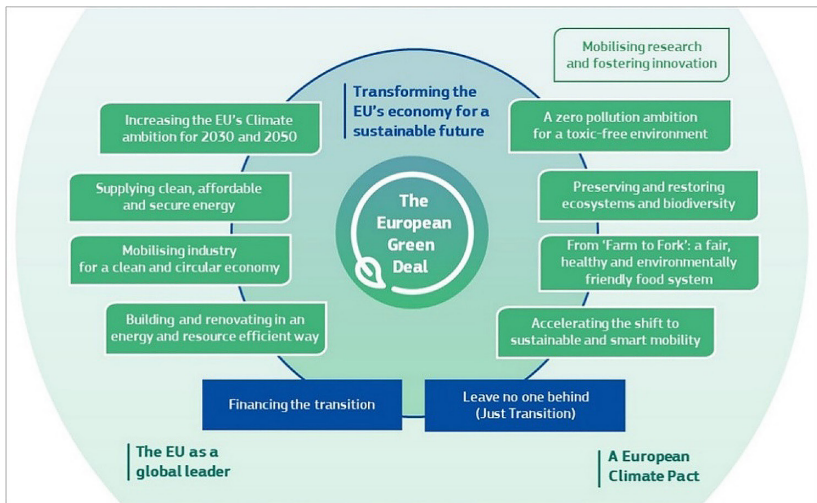 Mobilising research
and fostering innovation
Transforming the
EU's economy for a
sustainable future
Increasing the EU's Climate
ambition for 2030 and 2050
A zero pollution ambition
for a toxic-free environment
Supplying clean, affordable
and secure energy
Preserving and restoring
ecosystems and biodiversity
The
European
Green
Deal
Mobilising industry
for a clean and circular economy
From 'Farm to Fork': a fair,
healthy and environmentally
friendly food system
Building and renovating in an
energy and resource efficient way
Accelerating the shift to
sustainable and smart mobility
Financing the transition
Leave no one behind
(Just Transition)
The EU as a
global leader
A European
Climate Pact